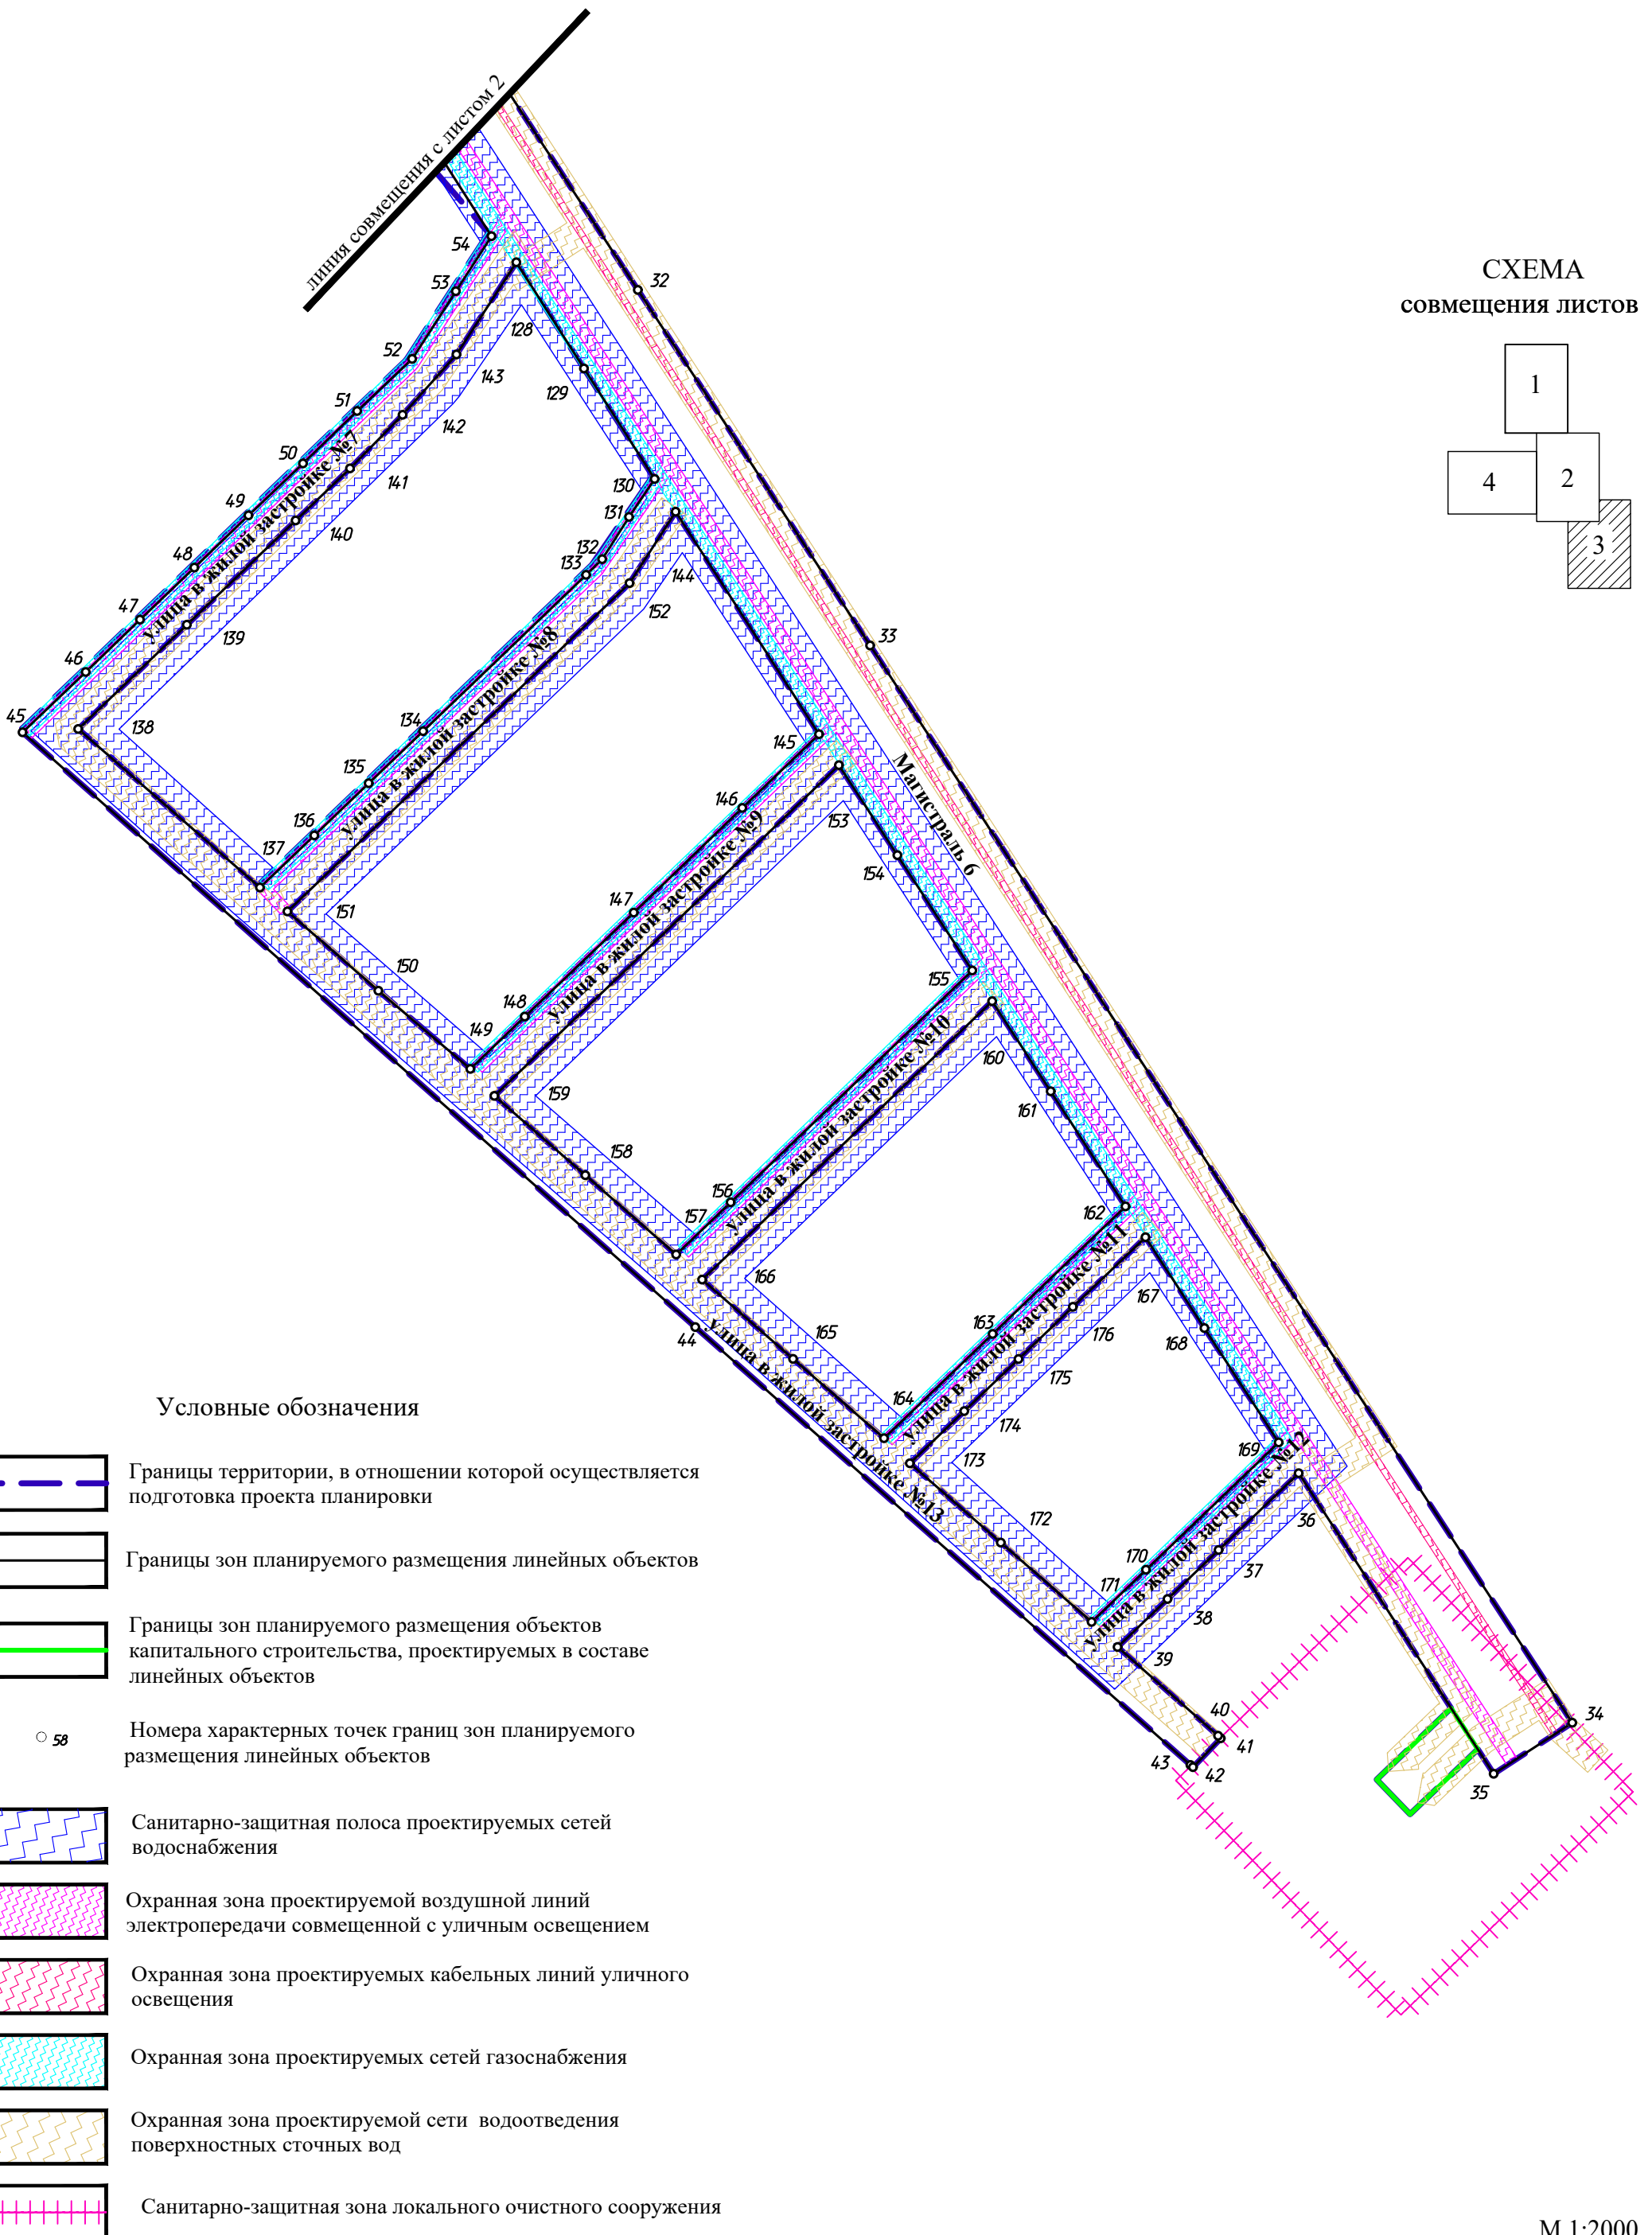 линия совмещения с листом 2
СХЕМА
совмещения листов
1
2
4
3
54
53
52
51
50
49
48
47
46
45
32
33
128
129
143
142
141
140
139
138
130
131
132
133
144
152
134
135
136
137
151
150
149
148
147
146
145
153
154
155
156
157
158
159
160
161
162
163
164
165
166
167
168
169
170
171
172
173
174
175
176
36
37
38
39
40
41
42
43
44
34
35
улица в жилой застройке №7
улица в жилой застройке №8
улица в жилой застройке №9
улица в жилой застройке №10
улица в жилой застройке №11
улица в жилой застройке №12
улица в жилой застройке №13
Магистраль 6
Условные обозначения
Границы территории, в отношении которой осуществляется
подготовка проекта планировки
Границы зон планируемого размещения линейных объектов
Границы зон планируемого размещения объектов
капитального строительства, проектируемых в составе
линейных объектов
58
Номера характерных точек границ зон планируемого
размещения линейных объектов
Санитарно-защитная полоса проектируемых сетей
водоснабжения
Охранная зона проектируемой воздушной линий
электропередачи совмещенной с уличным освещением
Охранная зона проектируемых кабельных линий уличного
освещения
Охранная зона проектируемых сетей газоснабжения
Охранная зона проектируемой сети водоотведения
поверхностных сточных вод
Санитарно-защитная зона локального очистного сооружения
М 1:2000